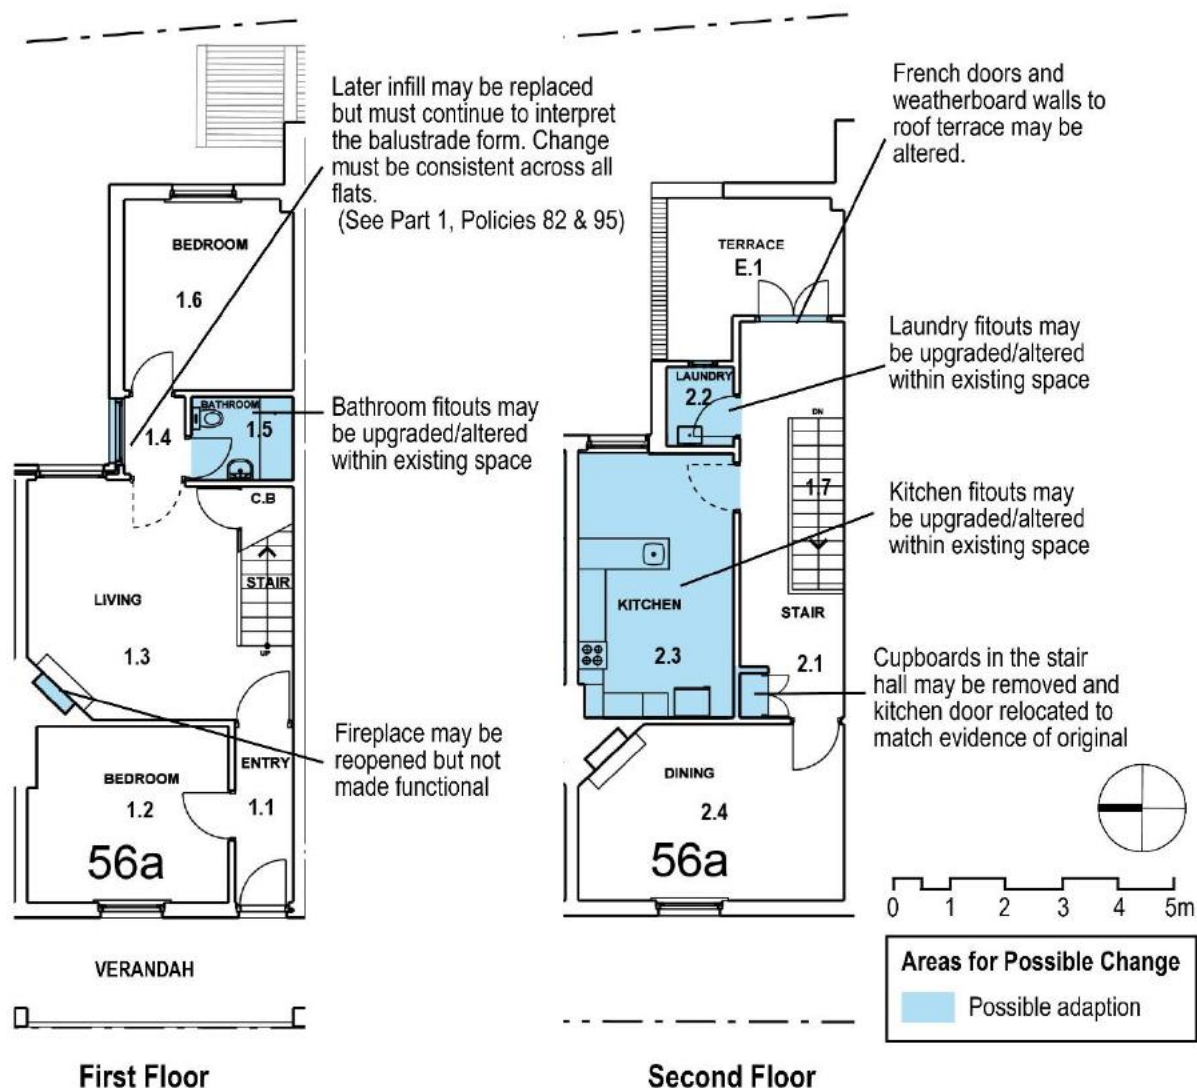 Later infill may be replaced
but must continue to interpret
the balustrade form. Change
must be consistent across all
flats.
(See Part 1, Policies 82 & 95)
BEDROOM
1.6
BATHROOM
1.5
1.4
Bathroom fitouts may
be upgraded/altered
within existing space
C.B
STAIR
UP
LIVING
1.3
Fireplace may be
reopened but not
made functional
ENTRY
1.1
BEDROOM
1.2
56a
VERANDAH
First Floor
French doors and
weatherboard walls to
roof terrace may be
altered.
TERRACE
E.1
Laundry fitouts may
be upgraded/altered
within existing space
LAUNDRY
2.2
DN
1.7
Kitchen fitouts may
be upgraded/altered
within existing space
KITCHEN
2.3
STAIR
2.1
Cupboards in the stair
hall may be removed and
kitchen door relocated to
match evidence of original
DINING
2.4
56a
0 1 2 3 4 5m
Areas for Possible Change
Possible adaption
Second Floor